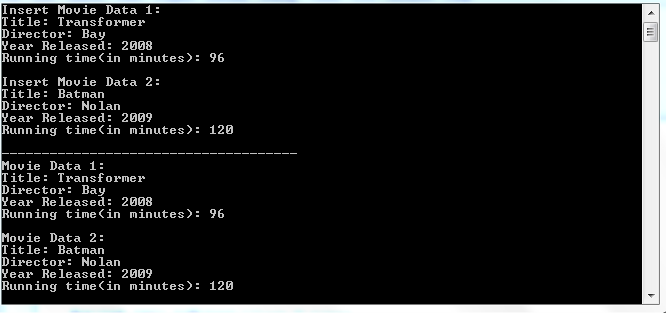 Insert Movie Data 1:
Title: Transformer
Director: Bay
Year Released: 2008
Running time(in minutes): 96
Insert Movie Data 2:
Title: Batman
Director: Nolan
Year Released: 2009
Running time(in minutes): 120
-------------------------------------
Movie Data 1:
Title: Transformer
Director: Bay
Year Released: 2008
Running time(in minutes): 96
Movie Data 2:
Title: Batman
Director: Nolan
Year Released: 2009
Running time(in minutes): 120